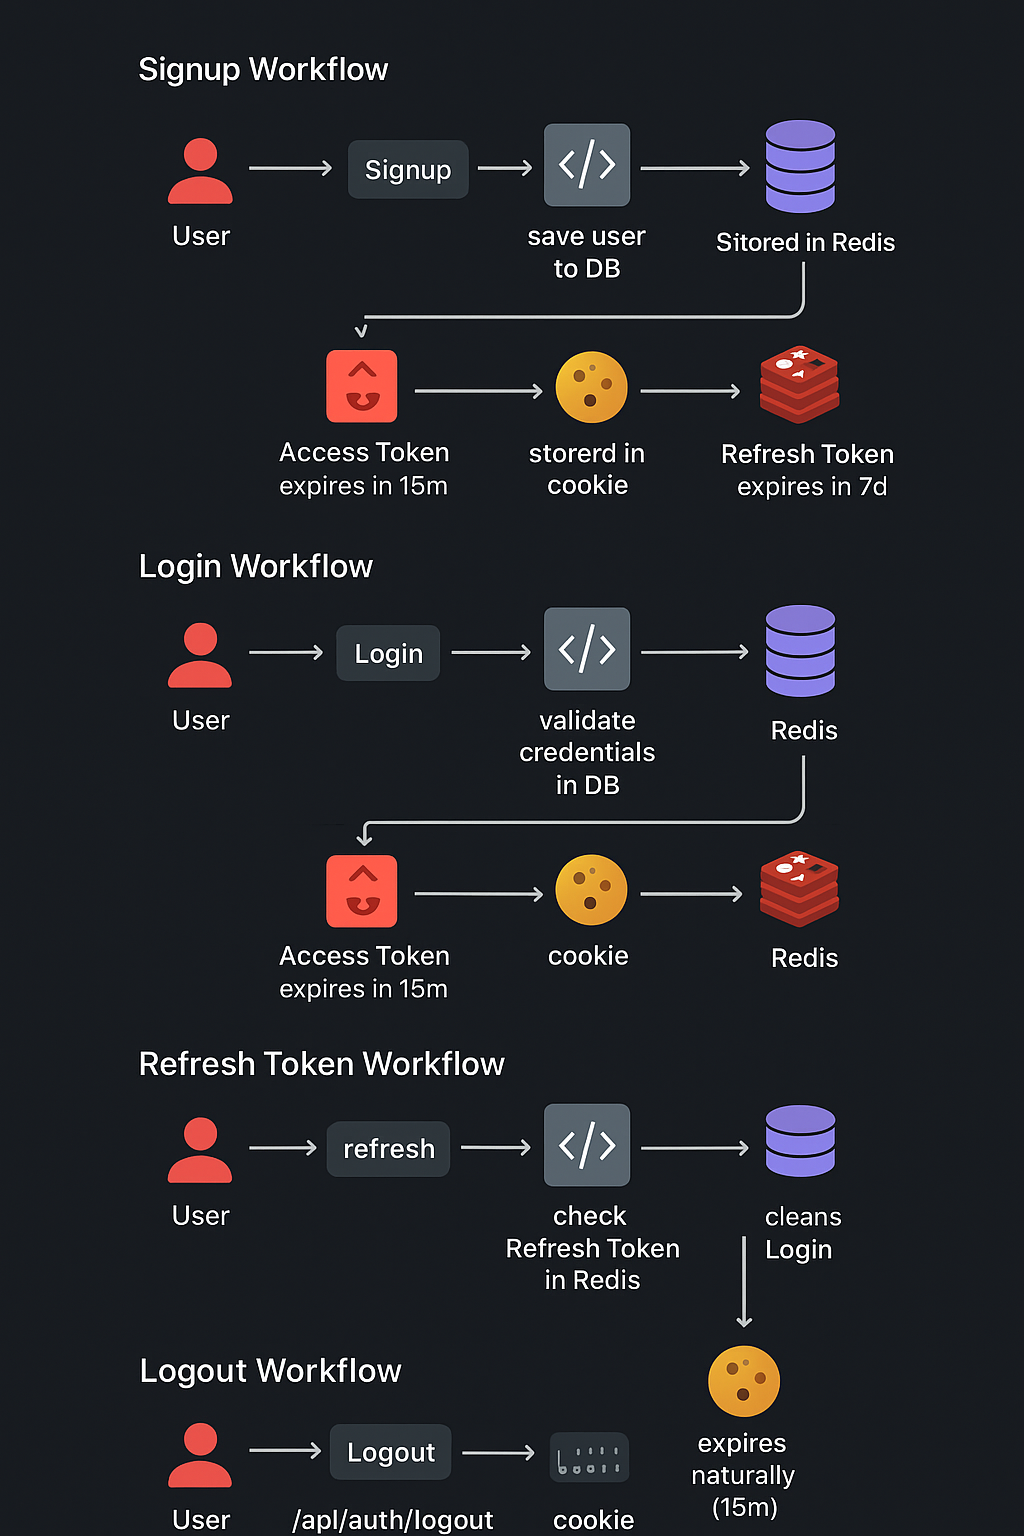 Signup Workflow
Signup
User
save user
to DB
Sitored in Redis
Access Token
expires in 15m
storerd in
cookie
Refresh Token
expires in 7d
Login Workflow
Login
User
validate
credentials
in DB
Redis
Access Token
expires in 15m
cookie
Redis
Refresh Token Workflow
refresh
User
check
Refresh Token
in Redis
cleans
Login
Logout Workflow
Logout
User
/apl/auth/logout
cookie
expires
naturally
(15m)